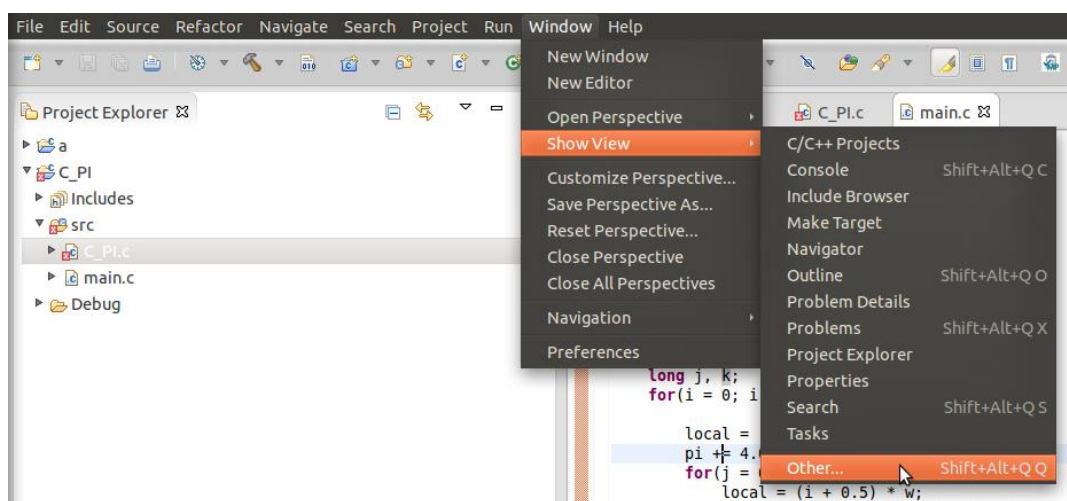 File Edit Source Refactor Navigate Search Project Run Window Help
Project Explorer
a
C_PI
Includes
src
C_PI.c
main.c
Debug
New Window
New Editor
Open Perspective
Show View
Customize Perspective...
Save Perspective As...
Reset Perspective...
Close Perspective
Close All Perspectives
Navigation
Preferences
C_PI.c main.c
C/C++ Projects
Console Shift+Alt+Q C
Include Browser
Make Target
Navigator
Outline Shift+Alt+Q O
Problem Details
Problems Shift+Alt+Q X
Project Explorer
Properties
Search Shift+Alt+Q S
Tasks
Other... Shift+Alt+Q Q
long j, k;
for(i = 0; i
local =
pi += 4.
for(j =
local = (i + 0.5) * w;